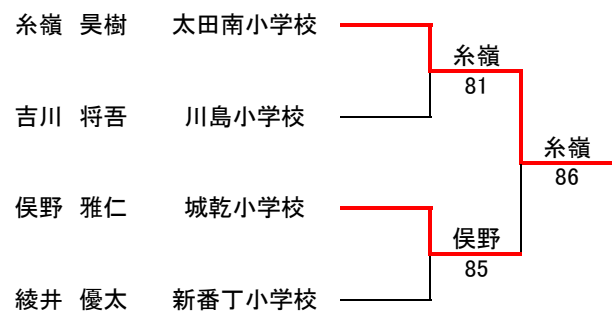 糸嶺 昊樹 太田南小学校
糸嶺
81
吉川 将吾 川島小学校
糸嶺
86
俣野 雅仁 城乾小学校
俣野
85
綾井 優太 新番丁小学校